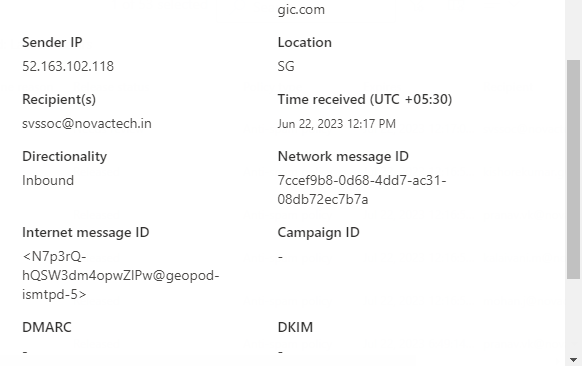 gic.com
Sender IP
Location
52.163.102.118
SG
Recipient(s)
Time received (UTC +05:30)
svssoc@novactech.in
Jun 22, 2023 12:17 PM
Directionality
Network message ID
Inbound
7ccef9b8-0d68-4dd7-ac31-
08db72ec7b7a
Internet message ID
Campaign ID
<N7p3rQ-
-
hQSW3dm4opwZIPw@geopod-
ismtpd-5>
DMARC
DKIM
-
-